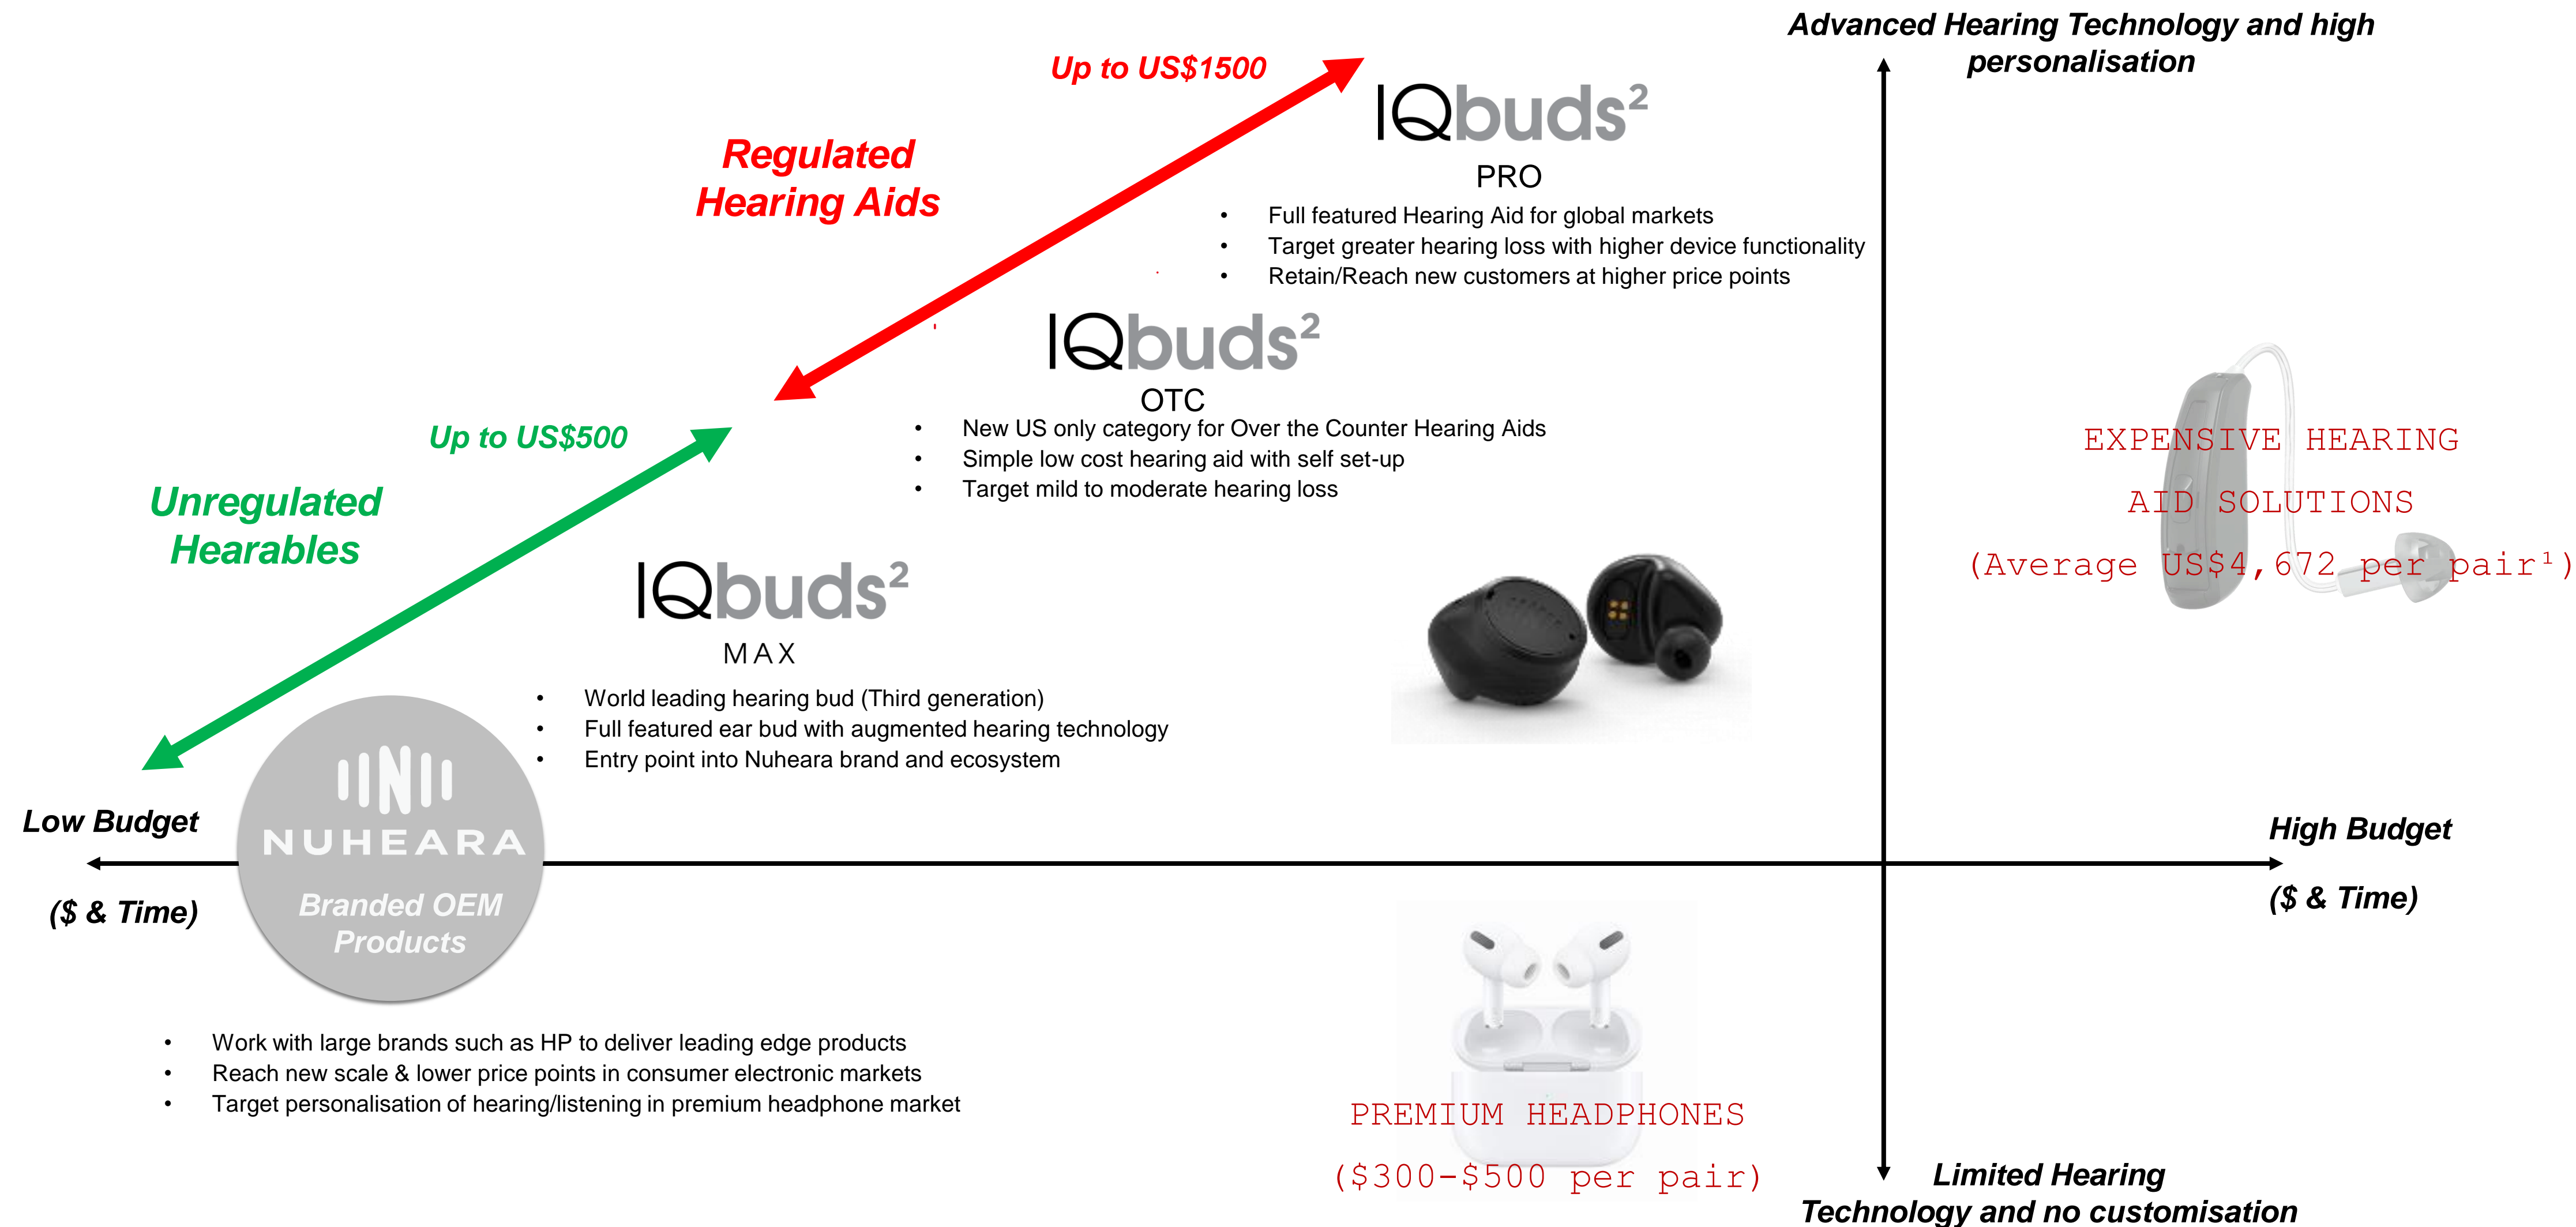 Advanced Hearing Technology and high
personalisation
Up to US$1500
IQbuds²
PRO
Regulated
Hearing Aids
• Full featured Hearing Aid for global markets
• Target greater hearing loss with higher device functionality
• Retain/Reach new customers at higher price points
IQbuds²
OTC
• New US only category for Over the Counter Hearing Aids
• Simple low cost hearing aid with self set-up
• Target mild to moderate hearing loss
Up to US$500
Unregulated
Hearables
EXPENSIVE HEARING
AID SOLUTIONS
(Average US$4,672 per pair¹)
IQbuds²
MAX
• World leading hearing bud (Third generation)
• Full featured ear bud with augmented hearing technology
• Entry point into Nuheara brand and ecosystem
Low Budget
($ & Time)
NUHEARA
Branded OEM
Products
High Budget
($ & Time)
• Work with large brands such as HP to deliver leading edge products
• Reach new scale & lower price points in consumer electronic markets
• Target personalisation of hearing/listening in premium headphone market
PREMIUM HEADPHONES
($300-$500 per pair)
Limited Hearing
Technology and no customisation